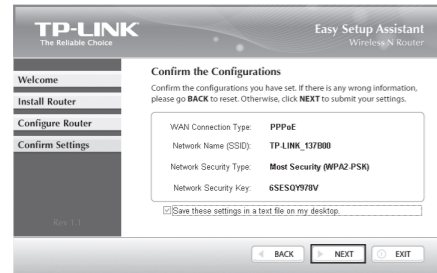 TP-LINK
The Reliable Choice
Easy Setup Assistant
Wireless N Router
Welcome
Install Router
Configure Router
Confirm Settings
Rev 1.1
Confirm the Configurations
Confirm the configurations you have set. If there is any wrong information,
please go BACK to reset. Otherwise, click NEXT to submit your settings.
WAN Connection Type: PPPoE
Network Name (SSID): TP-LINK_137B00
Network Security Type: Most Security (WPA2-PSK)
Network Security Key: 6SESQY978V
Save these settings in a text file on my desktop.
BACK
NEXT
EXIT